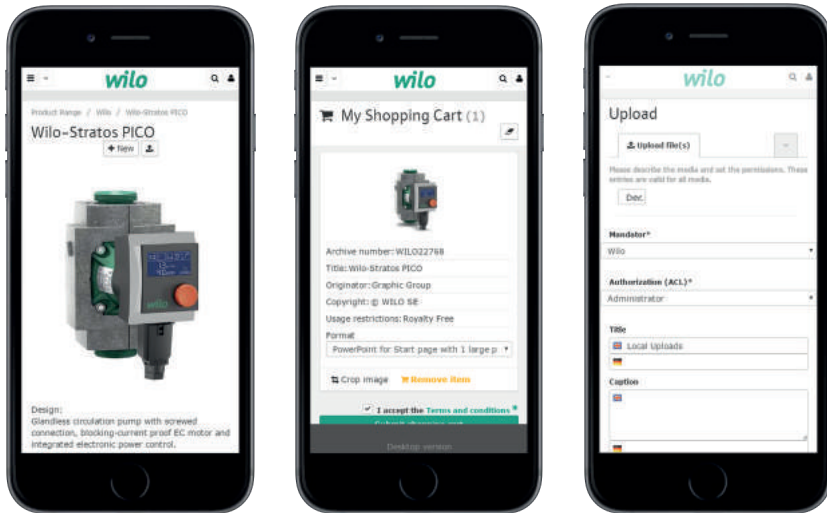 wilo
Product Range / Wilo / Wilo-Stratos PICO
Wilo-Stratos PICO
New
wilo
Design:
Glandless circulation pump with screwed
connection, blocking-current proof EC motor and
integrated electronic power control.
wilo
My Shopping Cart (1)
Archive number: WILO22768
Title: Wilo-Stratos PICO
Originator: Graphic Group
Copyright: © WILO SE
Usage restrictions: Royalty Free
Format
PowerPoint for Start page with 1 large p
Crop image Remove item
I accept the Terms and conditions
Submit shopping cart
Desktop version
wilo
Upload
Upload file(s)
Please describe the media and set the permissions. These
entries are valid for all media.
Doc
Mandator*
Wilo
Authorization (ACL)*
Administrator
Title
Local Uploads
Caption